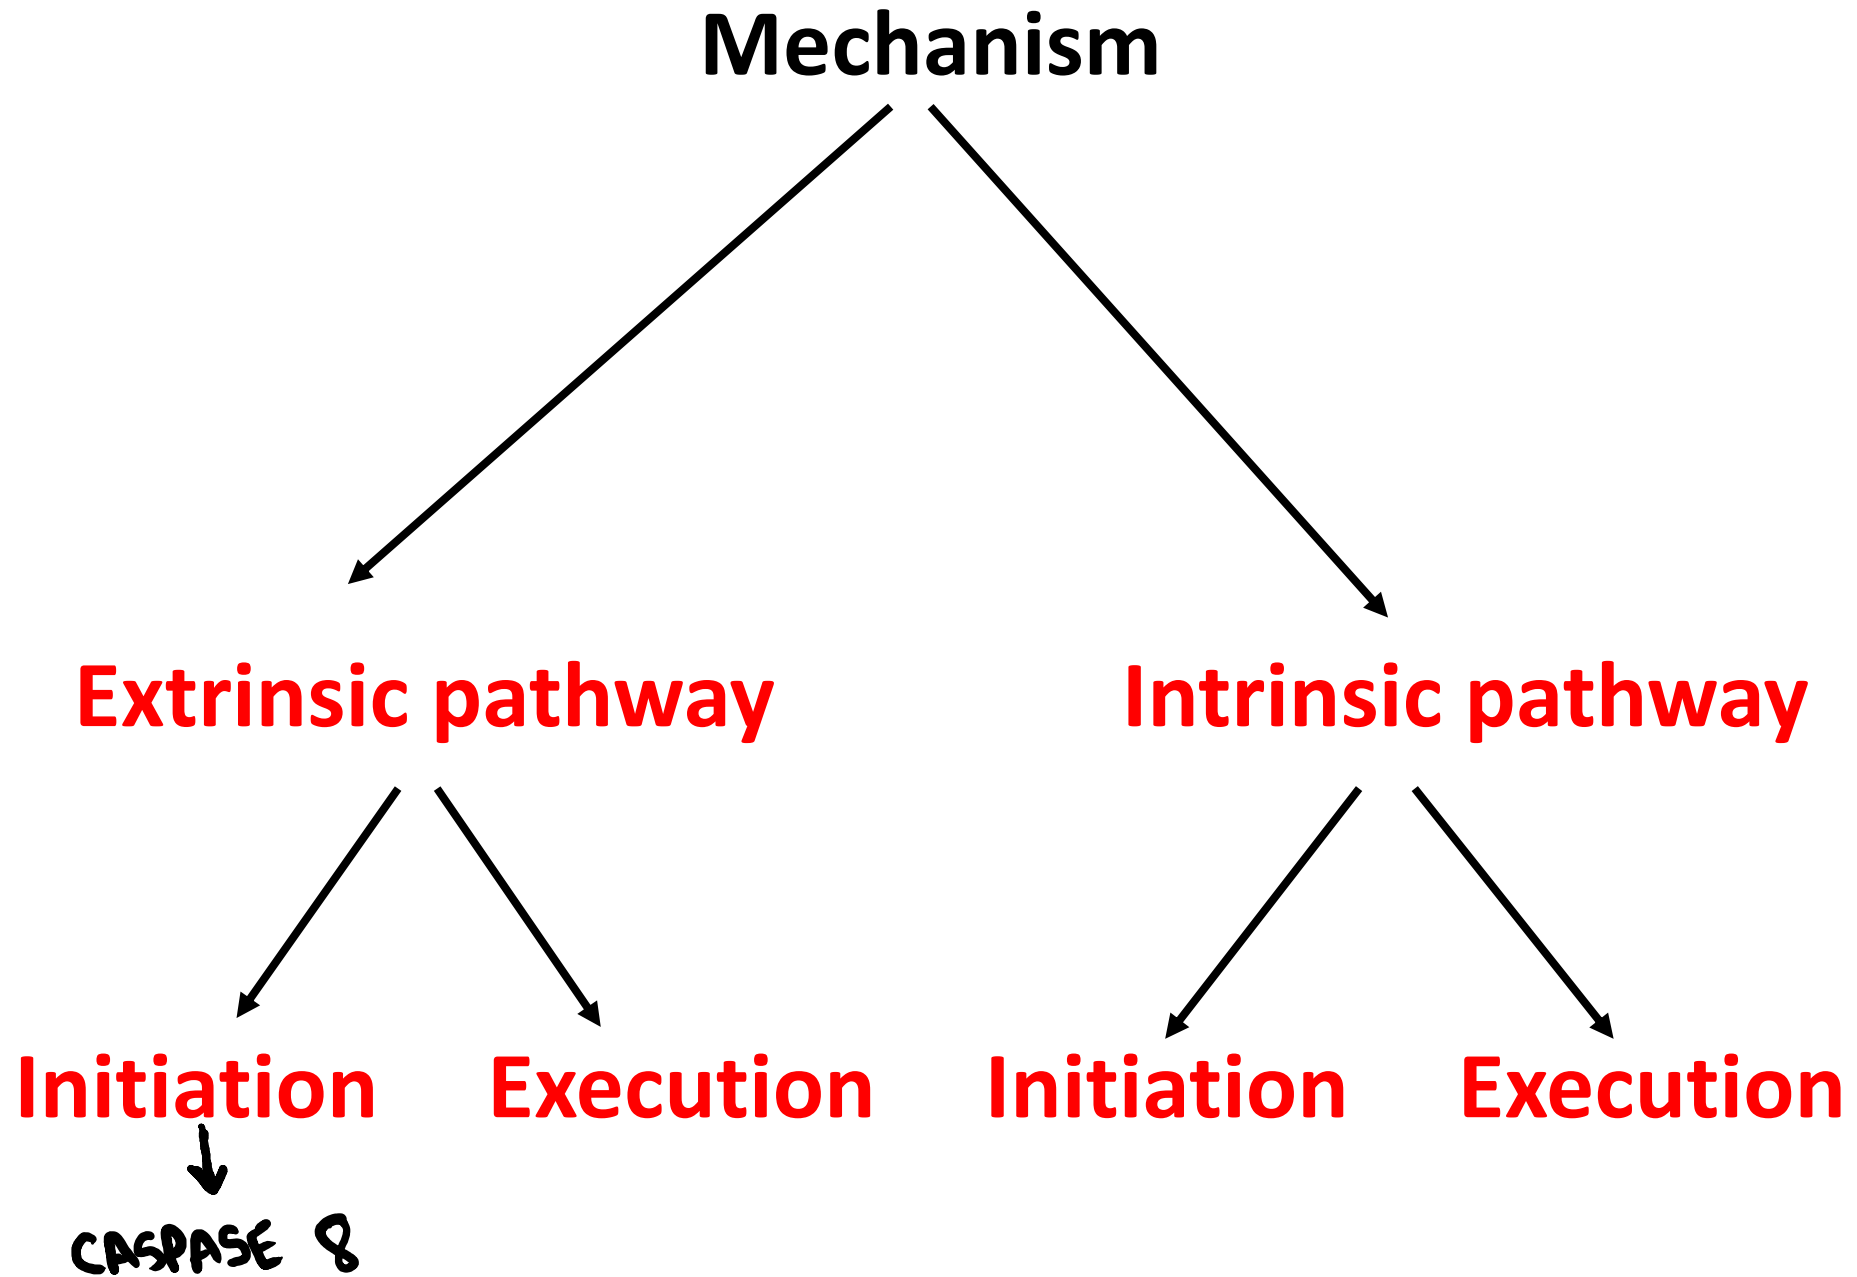 Mechanism
Extrinsic pathway Intrinsic pathway
Initiation Execution Initiation Execution
CASPASE 8